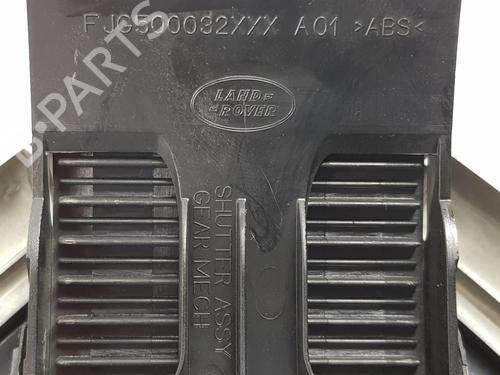 FJG500032XXX A01 >ABS<
LAND
ROVER
SHUTTER ASSY
GEAR MECH
B-PARTS